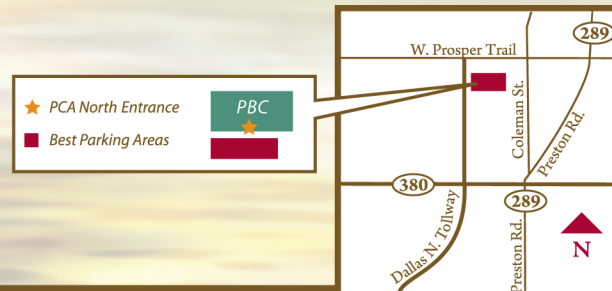 PCA North Entrance
PBC
Best Parking Areas
W. Prosper Trail
289
Coleman St.
Preston Rd.
380
289
Dallas N. Tollway
Preston Rd.
N